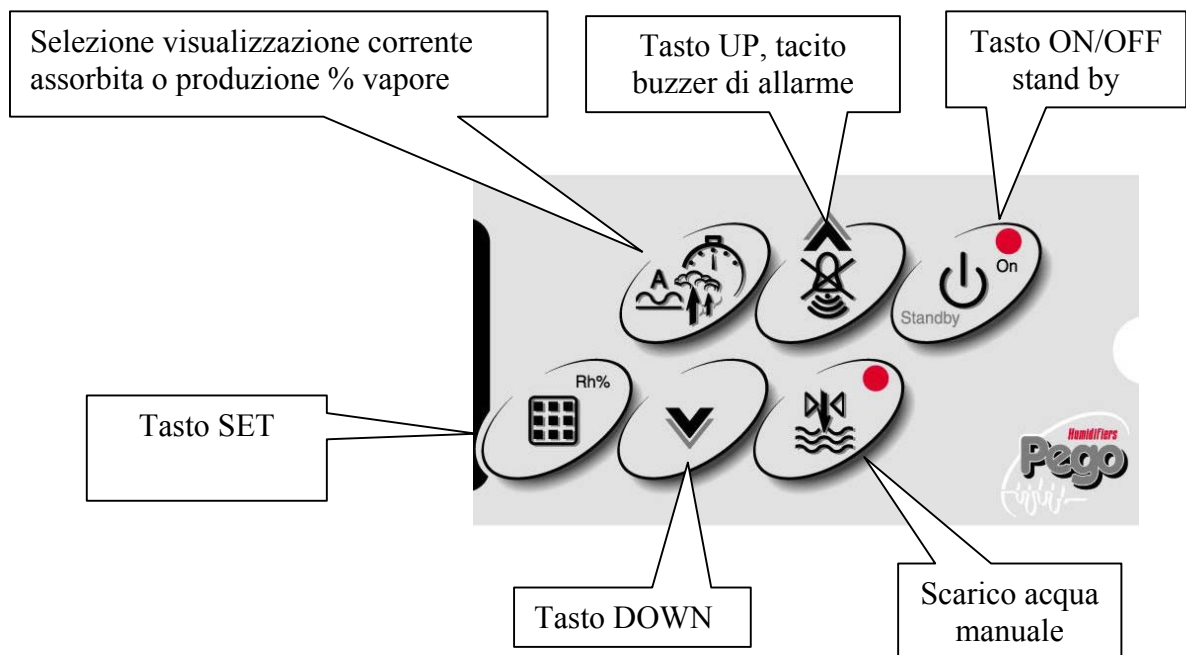 Selezione visualizzazione corrente
assorbita o produzione % vapore
Tasto UP, tacito
buzzer di allarme
Tasto ON/OFF
stand by
A
On
Standby
Rh%
Tasto SET
Humidifiers
Pego
Tasto DOWN
Scarico acqua
manuale